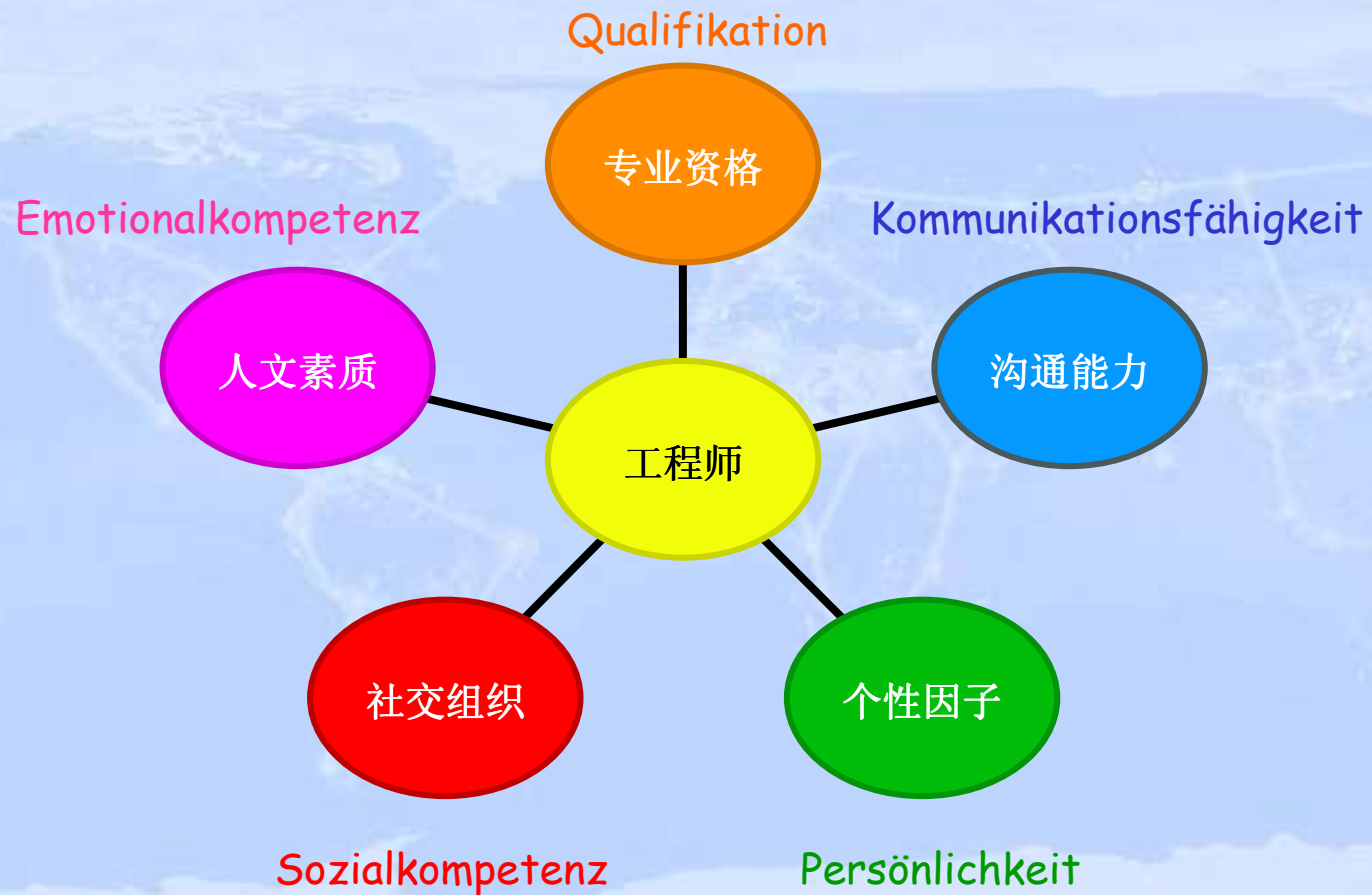 Qualifikation
专业资格
Emotionalkompetenz
Kommunikationsfähigkeit
人文素质
沟通能力
工程师
社交组织
个性因子
Sozialkompetenz
Persönlichkeit